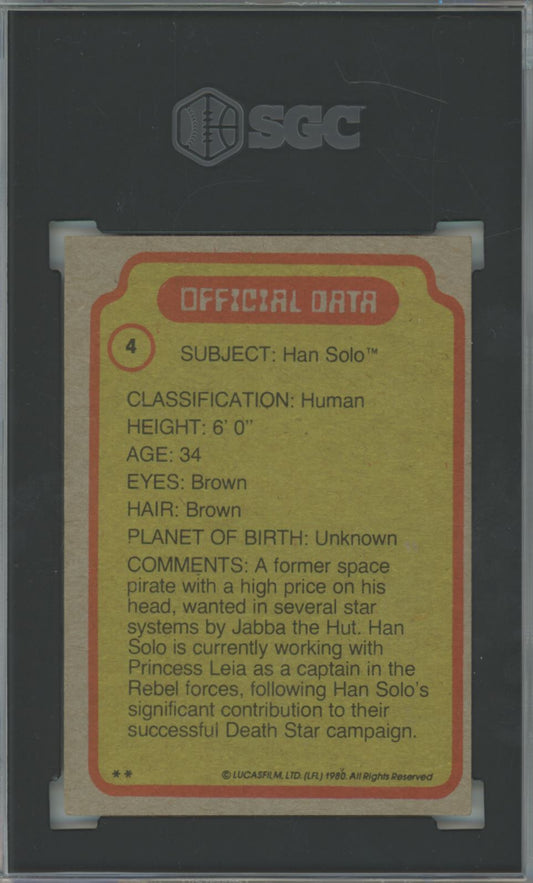 SGC
OFFICIAL DATA
4
SUBJECT: Han Solo™
CLASSIFICATION: Human
HEIGHT: 6' 0"
AGE: 34
EYES: Brown
HAIR: Brown
PLANET OF BIRTH: Unknown
COMMENTS: A former space
pirate with a high price on his
head, wanted in several star
systems by Jabba the Hut. Han
Solo is currently working with
Princess Leia as a captain in the
Rebel forces, following Han Solo's
significant contribution to their
successful Death Star campaign.
** © LUCASFILM, LTD. (LFL) 1980. All Rights Reserved